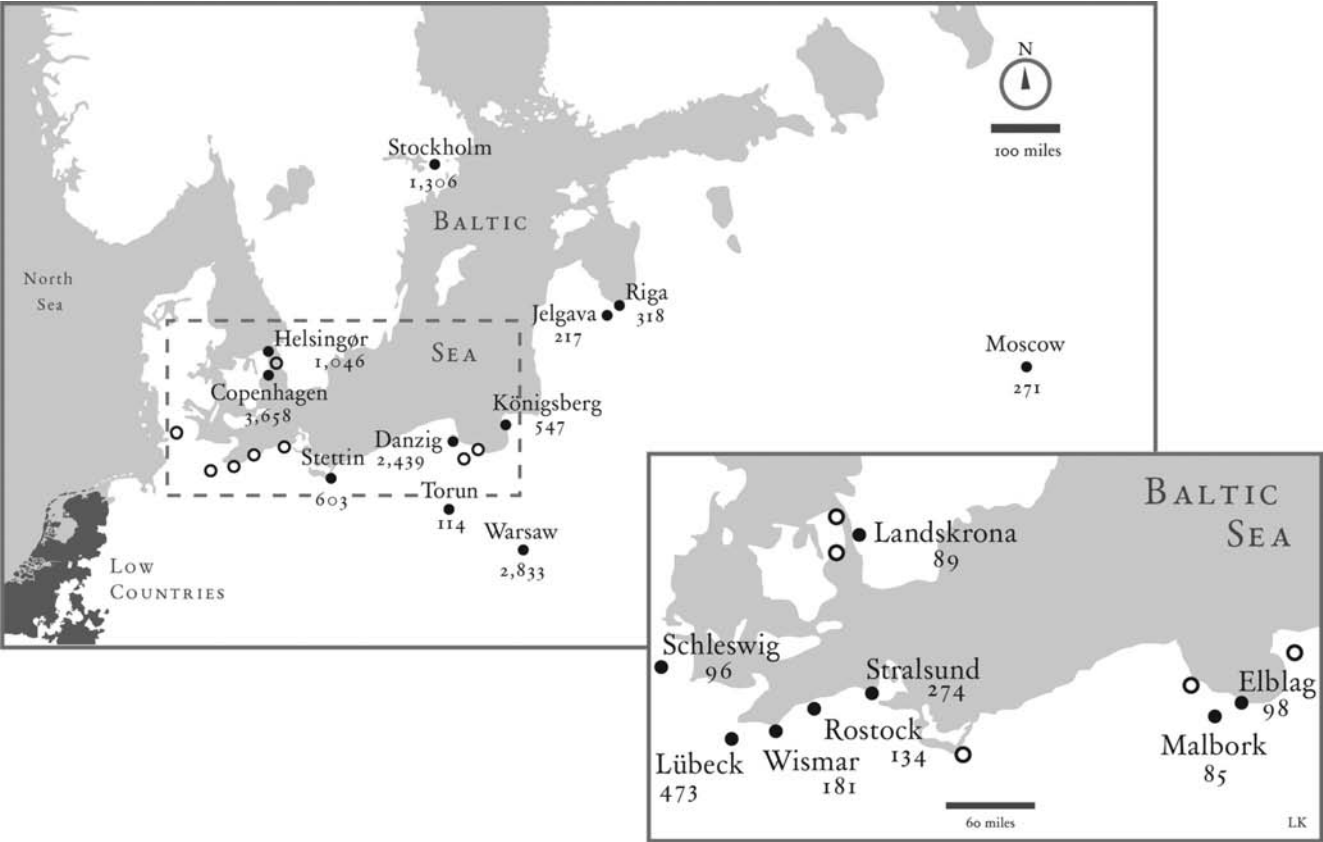 N
100 miles
Stockholm
1,306
BALTIC
North
Sea
Riga
318
Jelgava
217
Helsingør
1,046
SEA
Moscow
271
Copenhagen
3,658
Königsberg
547
Danzig
2,439
Stettin
603
Torun
114
Warsaw
2,833
LOW
COUNTRIES
BALTIC
SEA
Landskrona
89
Schleswig
96
Stralsund
274
Elblag
98
Rostock
134
Malbork
85
Lübeck
473
Wismar
181
60 miles
LK